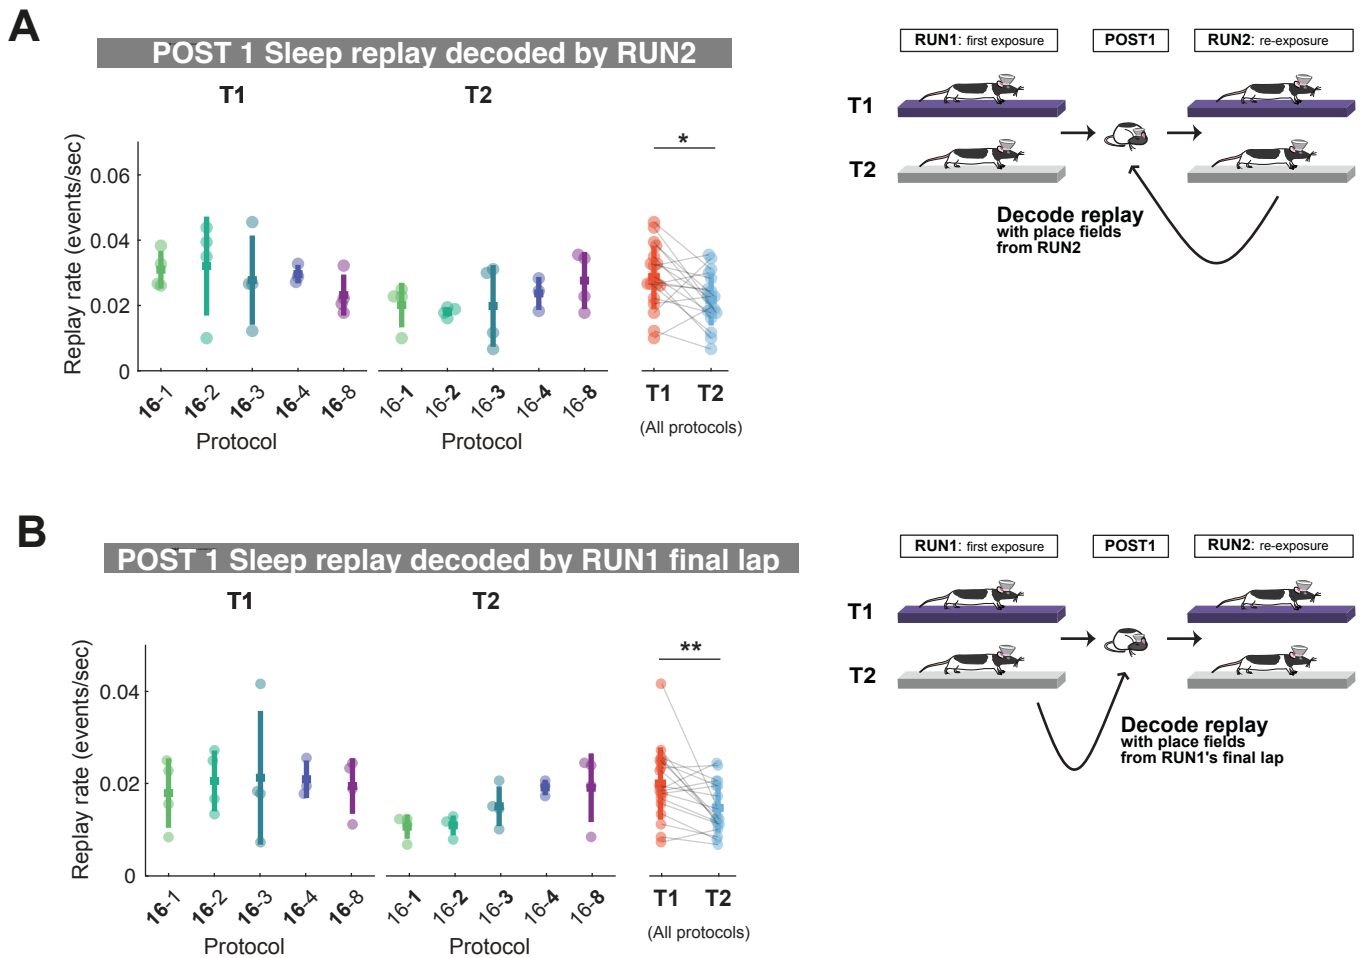 A
POST 1 Sleep replay decoded by RUN2
T1
T2
Replay rate (events/sec)
0.06
0.04
0.02
0
*
16-1
16-2
16-3
16-4
16-8
Protocol
16-1
16-2
16-3
16-4
16-8
Protocol
T1
T2
(All protocols)
RUN1: first exposure
POST1
RUN2: re-exposure
T1
T2
Decode replay
with place fields
from RUN2
B
POST 1 Sleep replay decoded by RUN1 final lap
T1
T2
Replay rate (events/sec)
0.04
0.02
0
**
16-1
16-2
16-3
16-4
16-8
Protocol
16-1
16-2
16-3
16-4
16-8
Protocol
T1
T2
(All protocols)
RUN1: first exposure
POST1
RUN2: re-exposure
T1
T2
Decode replay
with place fields
from RUN1's final lap